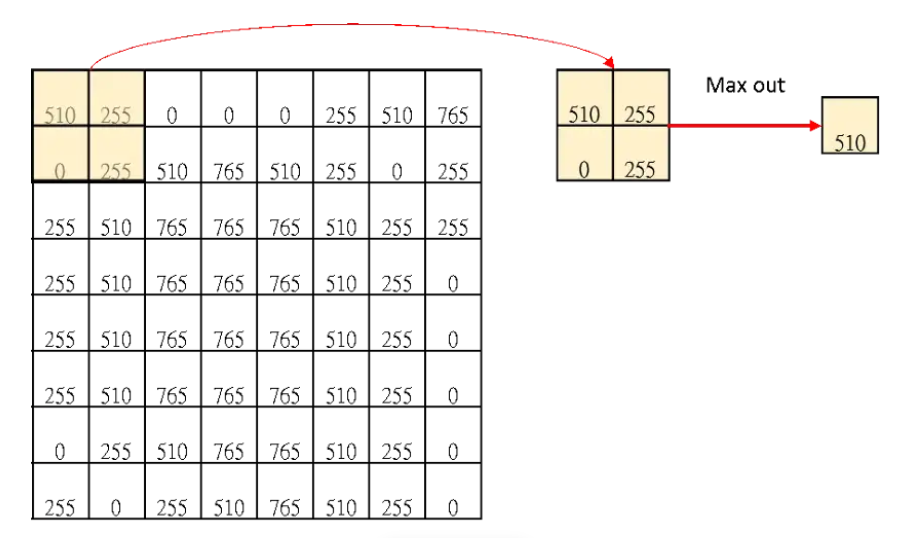 Max out
510 255 0 0 0 255 510 765
0 255 510 765 510 255 0 255
255 510 765 765 765 510 255 255
255 510 765 765 765 510 255 0
255 510 765 765 765 510 255 0
255 510 765 765 765 510 255 0
0 255 510 765 765 510 255 0
255 0 255 510 765 510 255 0
510 255
0 255
510